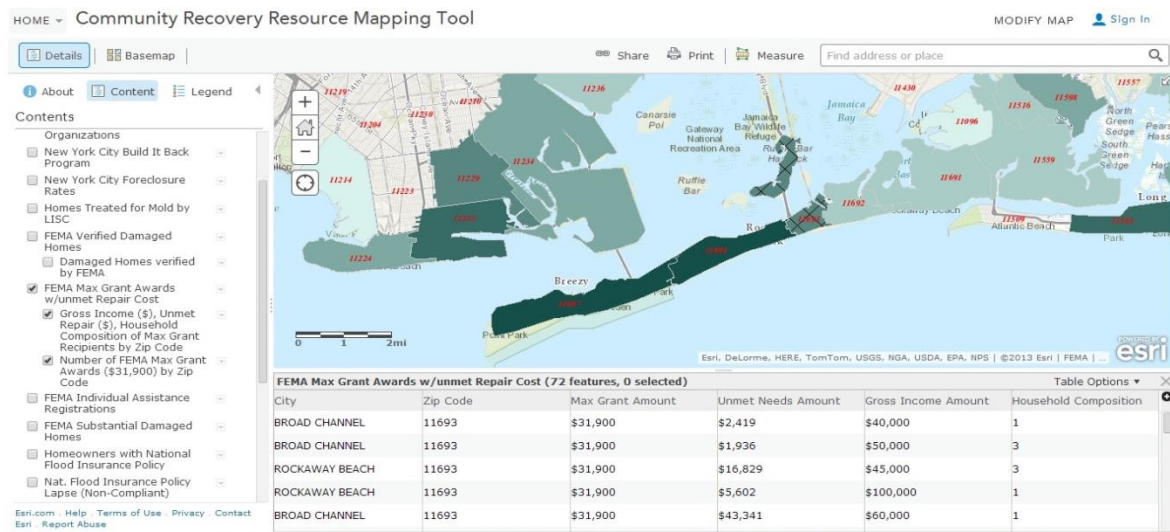 HOME Community Recovery Resource Mapping Tool
MODIFY MAP Sign In
Details Basemap
Share Print Measure Find address or place
About Content Legend
Contents
Organizations
New York City Build It Back
Program
New York City Foreclosure
Rates
Homes Treated for Mold by
LISC
FEMA Verified Damaged
Homes
Damaged Homes verified
by FEMA
FEMA Max Grant Awards
w/unmet Repair Cost
Gross Income ($), Unmet
Repair ($), Household
Composition of Max Grant
Recipients by Zip Code
Number of FEMA Max Grant
Awards ($31,900) by Zip
Code
FEMA Individual Assistance
Registrations
FEMA Substantial Damaged
Homes
Homeowners with National
Flood Insurance Policy
Nat. Flood Insurance Policy
Lapse (Non-Compliant)
Esri.com . Help . Terms of Use . Privacy . Contact
Esri . Report Abuse
11219
11204
11230
11210
11236
11430
11557
11516
11598
11096
11214
11223
11229
11234
11224
11559
11691
11692
11509
Canarsie
Pol
Gateway
National
Recreation Area
Jamaica
Bay Wildlife
Refuge
Jamaica
Bay
Ruffle
Bar
North
Green
Sedge
South
Green
Sedge
Atlantic Beach
Long
Park
Breezy
Park
0 1 2mi
Esri, DeLorme, HERE, TomTom, USGS, NGA, USDA, EPA, NPS | ©2013 Esri | FEMA | ...
POWERED BY
esri
FEMA Max Grant Awards w/unmet Repair Cost (72 features, 0 selected)
Table Options
City Zip Code Max Grant Amount Unmet Needs Amount Gross Income Amount Household Composition
BROAD CHANNEL 11693 $31,900 $2,419 $40,000 1
BROAD CHANNEL 11693 $31,900 $1,936 $50,000 3
ROCKAWAY BEACH 11693 $31,900 $16,829 $45,000 3
ROCKAWAY BEACH 11693 $31,900 $5,602 $100,000 1
BROAD CHANNEL 11693 $31,900 $43,341 $60,000 1